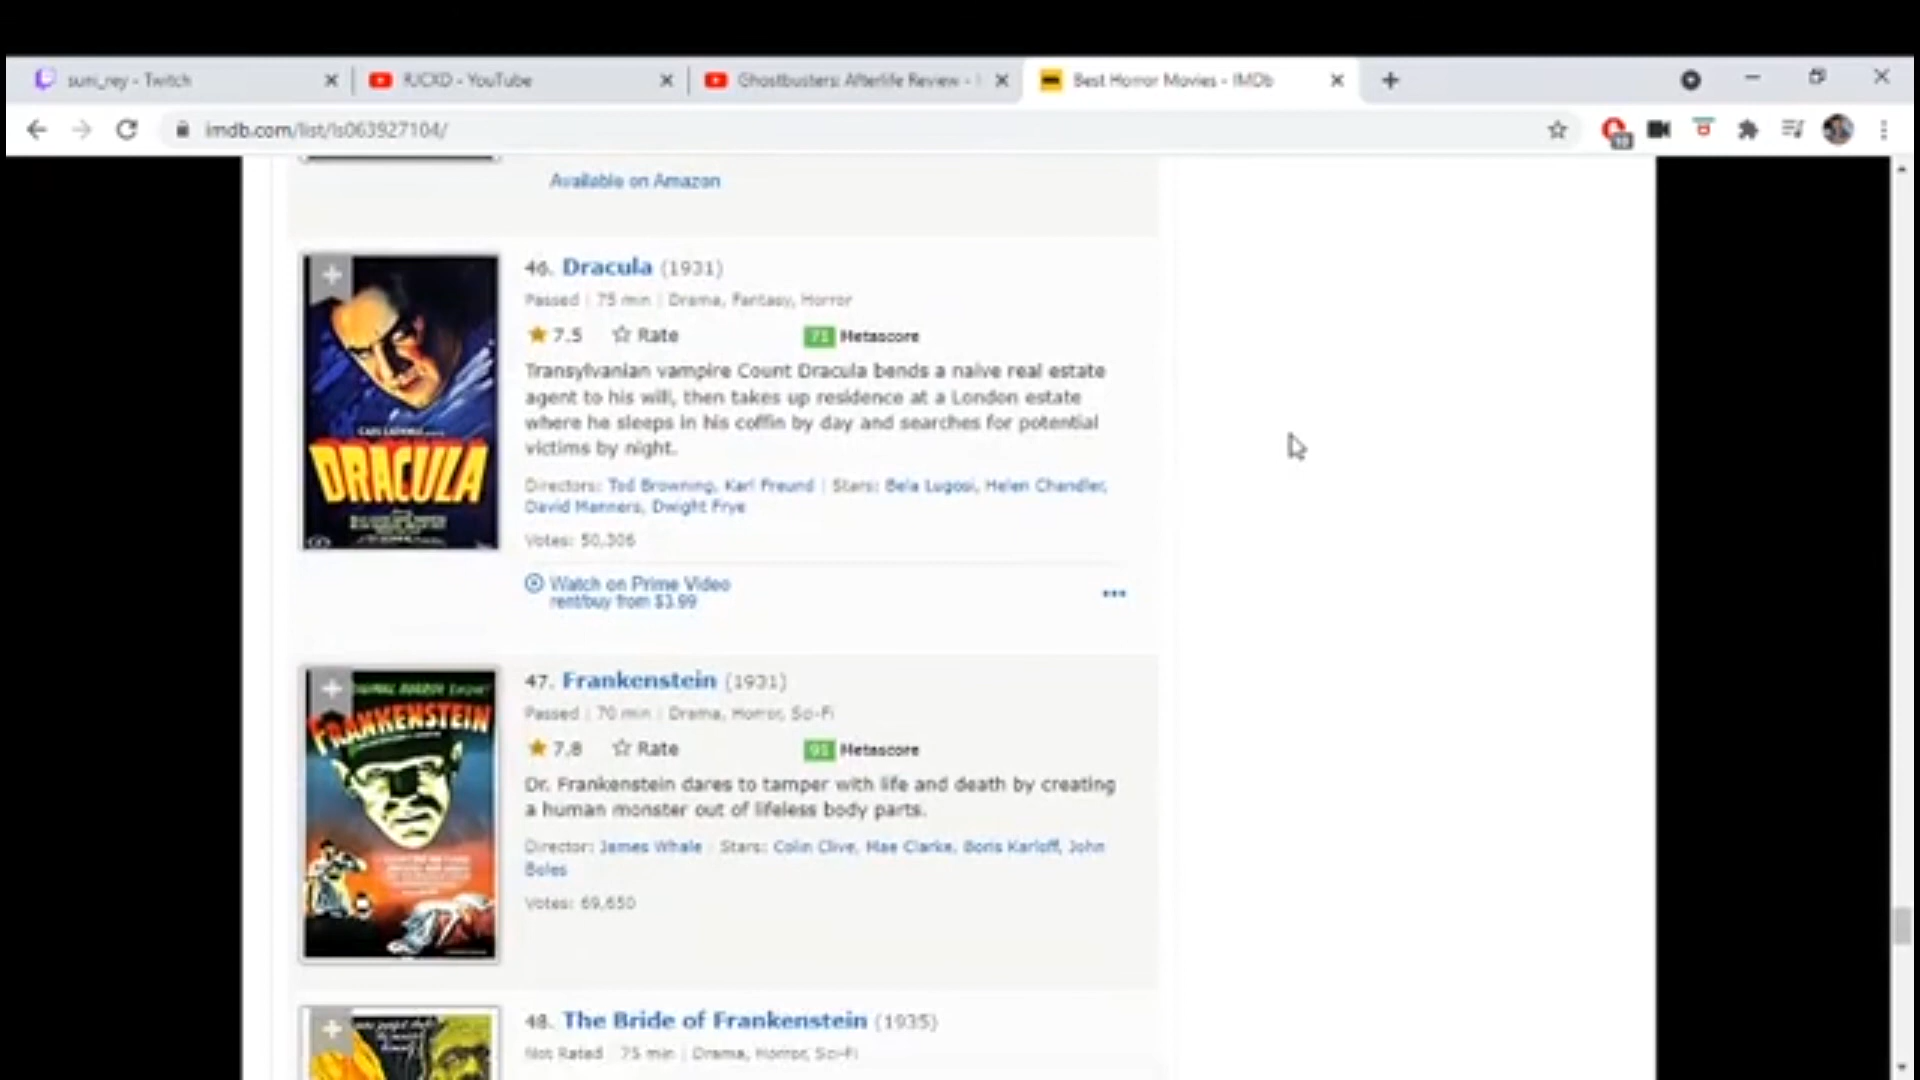 suni_rey - Twitch
RJCXD - YouTube
Ghostbusters: Afterlife Review -
Best Horror Movies - IMDb
imdb.com/list/ls063927104/
Available on Amazon
46. Dracula (1931)
Passed | 75 min | Drama, Fantasy, Horror
7.5 Rate 71 Metascore
Transylvanian vampire Count Dracula bends a naive real estate
agent to his will, then takes up residence at a London estate
where he sleeps in his coffin by day and searches for potential
victims by night.
Directors: Tod Browning, Karl Freund | Stars: Bela Lugosi, Helen Chandler,
David Manners, Dwight Frye
Votes: 50,306
Watch on Prime Video
rent/buy from $3.99
DRACULA
47. Frankenstein (1931)
Passed | 70 min | Drama, Horror, Sci-Fi
7.8 Rate 91 Metascore
Dr. Frankenstein dares to tamper with life and death by creating
a human monster out of lifeless body parts.
Director: James Whale | Stars: Colin Clive, Mae Clarke, Boris Karloff, John
Boles
Votes: 69,650
FRANKENSTEIN
48. The Bride of Frankenstein (1935)
Not Rated | 75 min | Drama, Horror, Sci-Fi